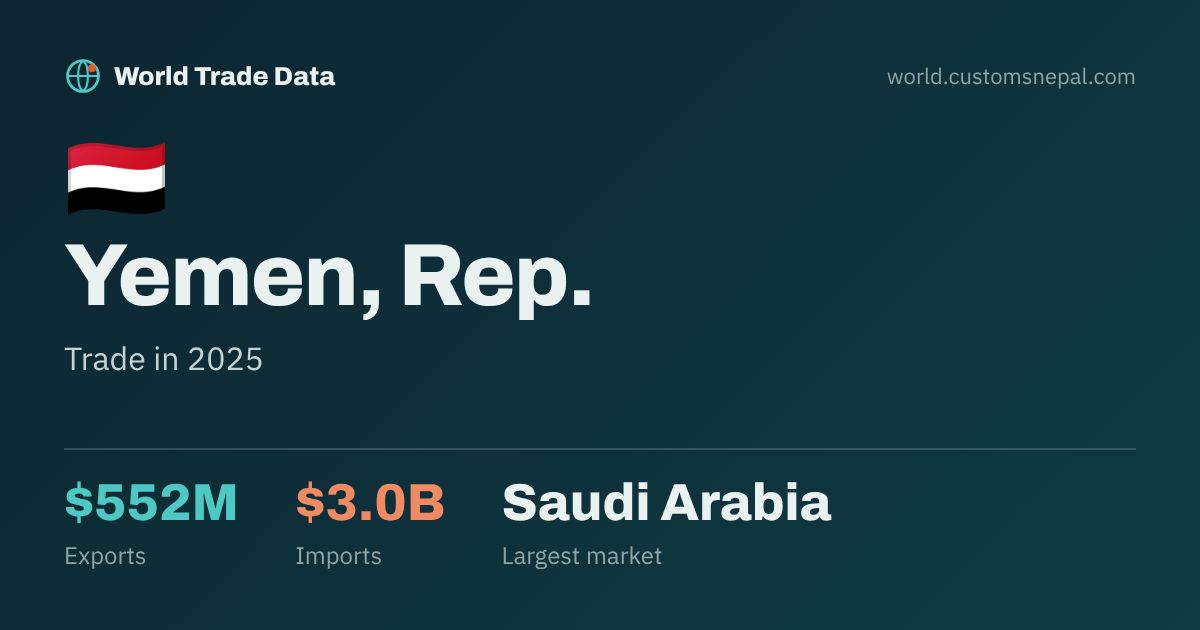 World Trade Data
world.customsnepal.com
Yemen, Rep.
Trade in 2025
$552M
Exports
$3.0B
Imports
Saudi Arabia
Largest market